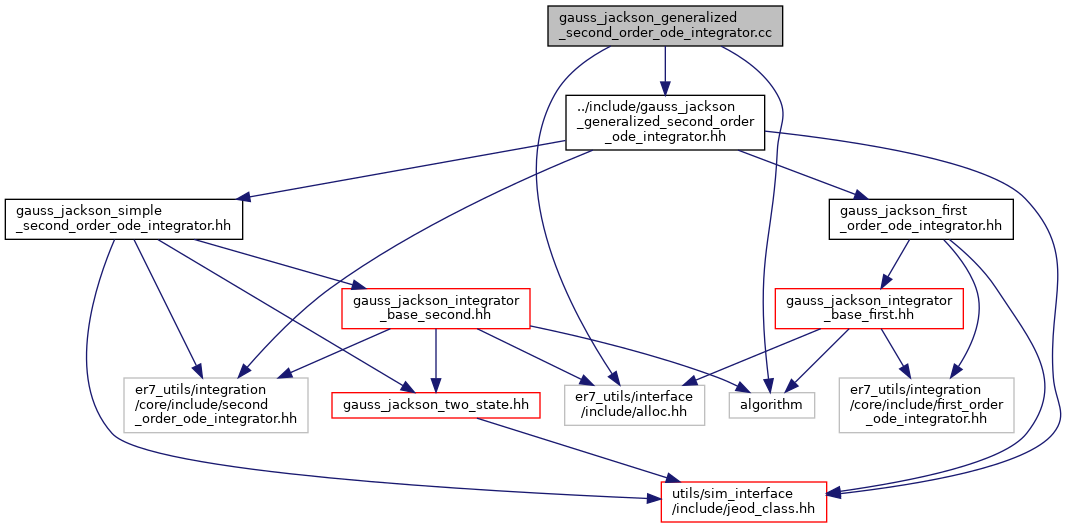 gauss_jackson_generalized
_second_order_ode_integrator.cc
../include/gauss_jackson
_generalized_second_order
_ode_integrator.hh
gauss_jackson_simple
_second_order_ode_integrator.hh
gauss_jackson_first
_order_ode_integrator.hh
gauss_jackson_integrator
_base_second.hh
gauss_jackson_integrator
_base_first.hh
er7_utils/integration
/core/include/second
_order_ode_integrator.hh
gauss_jackson_two_state.hh
er7_utils/interface
/include/alloc.hh
algorithm
er7_utils/integration
/core/include/first_order
_ode_integrator.hh
utils/sim_interface
/include/jeod_class.hh